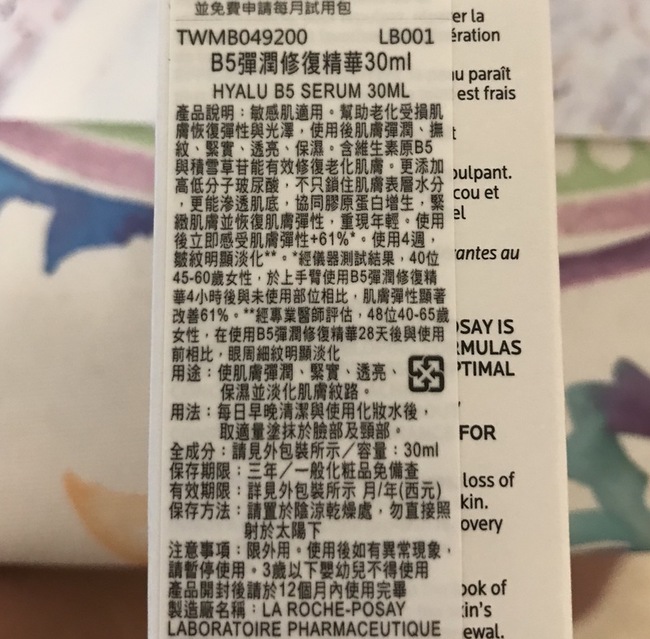 並免費申請每月試用包
TWMB049200 LB001
B5彈潤修復精華30ml
HYALU B5 SERUM 30ML
產品說明：敏感肌適用。幫助老化受損肌
膚恢復彈性與光澤，使用後肌膚彈潤、撫
紋、緊實、透亮、保濕。含維生素原B5
與積雪草苷能有效修復老化肌膚。更添加
高低分子玻尿酸，不只鎖住肌膚表層水分
，更能滲透肌底，協同膠原蛋白增生，緊
緻肌膚並恢復肌膚彈性，重現年輕。使用
後立即感受肌膚彈性+61%*。使用4週，
皺紋明顯淡化**。*經儀器測試結果，40位
45-60歲女性，於上手臂使用B5彈潤修復精
華4小時後與未使用部位相比，肌膚彈性顯著
改善61%。**經專業醫師評估，48位40-65歲
女性，在使用B5彈潤修復精華28天後與使用
前相比，眼周細紋明顯淡化
用途：使肌膚彈潤、緊實、透亮、
保濕並淡化肌膚紋路。
用法：每日早晚清潔與使用化妝水後，
取適量塗抹於臉部及頸部。
全成分：請見外包裝所示／容量：30ml
保存期限：三年／一般化粧品免備查
有效期限：詳見外包裝所示 月/年(西元)
保存方法：請置於陰涼乾燥處，勿直接照
射於太陽下
注意事項：限外用。使用後如有異常現象，
請暫停使用。3歲以下嬰幼兒不得使用
產品開封後請於12個月內使用完畢
製造廠名稱：LA ROCHE-POSAY
LABORATOIRE PHARMACEUTIQUE
er la
ération
u paraît
est frais
t
oulpant.
cou et
el
antes au
OSAY IS
RMULAS
PTIMAL
FOR
loss of
kin.
overy
ook of
kin's
ewal.